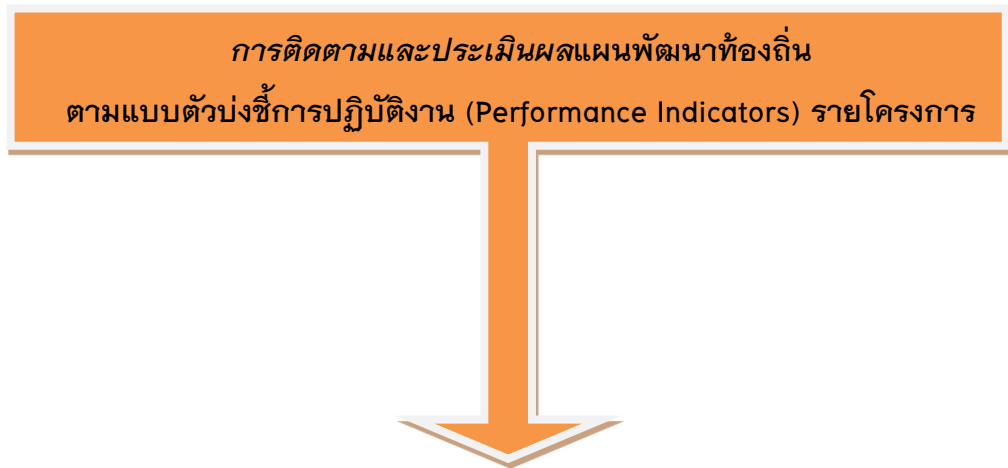 การติดตามและประเมินผลแผนพัฒนาท้องถิ่น
ตามแบบตัวบ่งชี้การปฏิบัติงาน (Performance Indicators) รายโครงการ